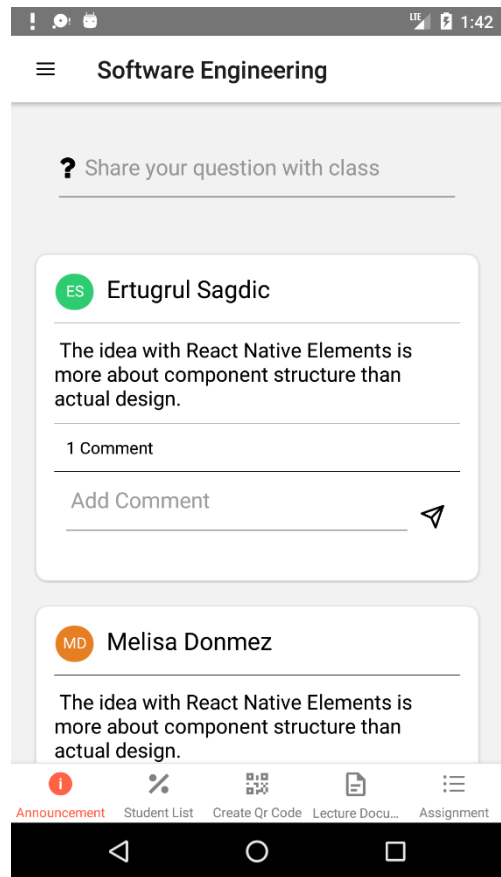 LTE 1:42
Software Engineering
? Share your question with class
ES Ertugrul Sagdic
The idea with React Native Elements is
more about component structure than
actual design.
1 Comment
Add Comment
MD Melisa Donmez
The idea with React Native Elements is
more about component structure than
actual design.
Announcement Student List Create Qr Code Lecture Docu... Assignment